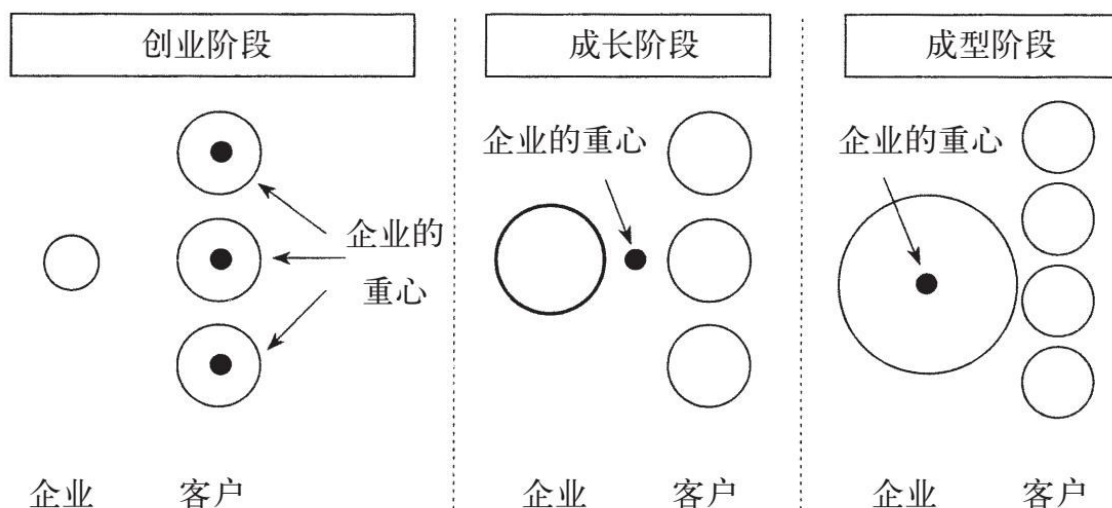 创业阶段
企业的
重心
企业
客户
成长阶段
企业的重心
企业
客户
成型阶段
企业的重心
企业
客户